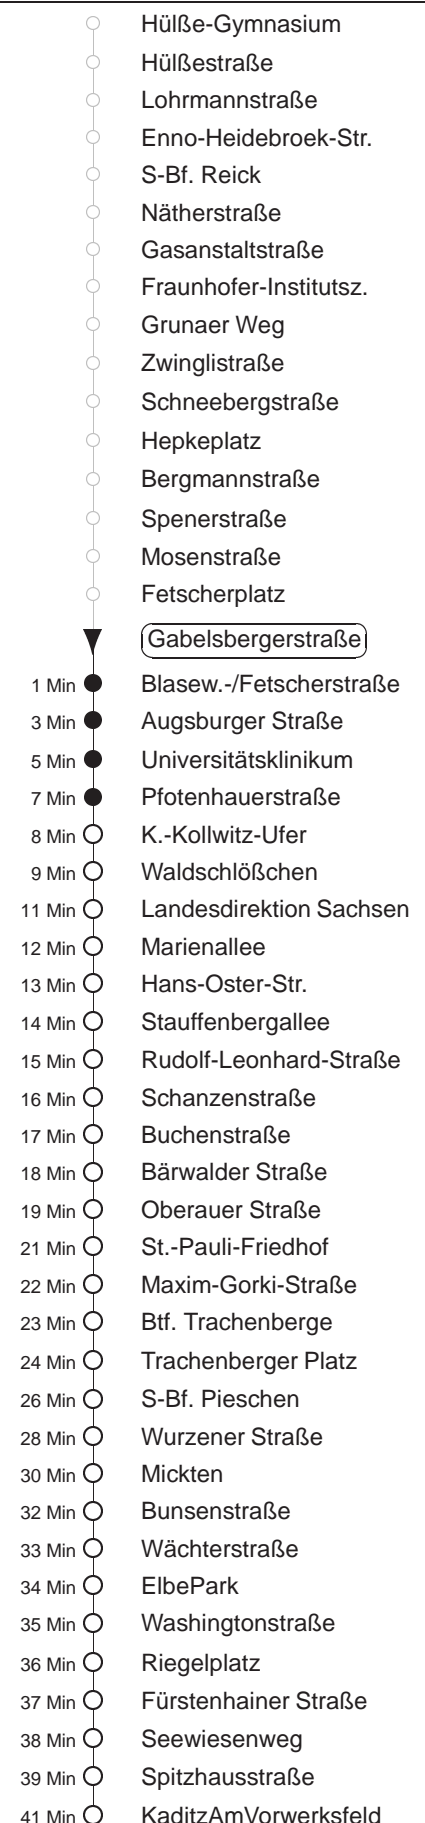 Hülße-Gymnasium
Hülßestraße
Lohrmannstraße
Enno-Heidebroek-Str.
S-Bf. Reick
Nätherstraße
Gasanstaltstraße
Fraunhofer-Institutsz.
Grunaer Weg
Zwinglistraße
Schneebergstraße
Hepkeplatz
Bergmannstraße
Spenerstraße
Mosenstraße
Fetscherplatz
Gabelsbergerstraße
1 Min Blasew.-/Fetscherstraße
3 Min Augsburger Straße
5 Min Universitätsklinikum
7 Min Pfotenhauerstraße
8 Min K.-Kollwitz-Ufer
9 Min Waldschlößchen
11 Min Landesdirektion Sachsen
12 Min Marienallee
13 Min Hans-Oster-Str.
14 Min Stauffenbergallee
15 Min Rudolf-Leonhard-Straße
16 Min Schanzenstraße
17 Min Buchenstraße
18 Min Bärwalder Straße
19 Min Oberauer Straße
21 Min St.-Pauli-Friedhof
22 Min Maxim-Gorki-Straße
23 Min Btf. Trachenberge
24 Min Trachenberger Platz
26 Min S-Bf. Pieschen
28 Min Wurzener Straße
30 Min Mickten
32 Min Bunsenstraße
33 Min Wächterstraße
34 Min ElbePark
35 Min Washingtonstraße
36 Min Riegelplatz
37 Min Fürstenhainer Straße
38 Min Seewiesenweg
39 Min Spitzhausstraße
41 Min KaditzAmVorwerksfeld